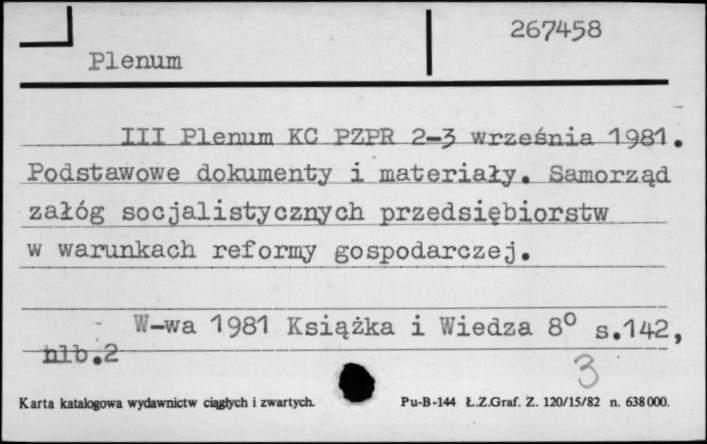 267458
Plenum
III Plenum KC PZPR 2-3 września 1981.
Podstawowe dokumenty i materiały. Samorząd
załóg socjalistycznych przedsiębiorstw
w warunkach reformy gospodarczej.
W-wa 1981 Książka i Wiedza 8° s.142,
nlb.2
3
Karta katalogowa wydawnictw ciągłych i zwartych. Pu-B-144 Ł.Z.Graf. Z. 120/15/82 n. 638000.